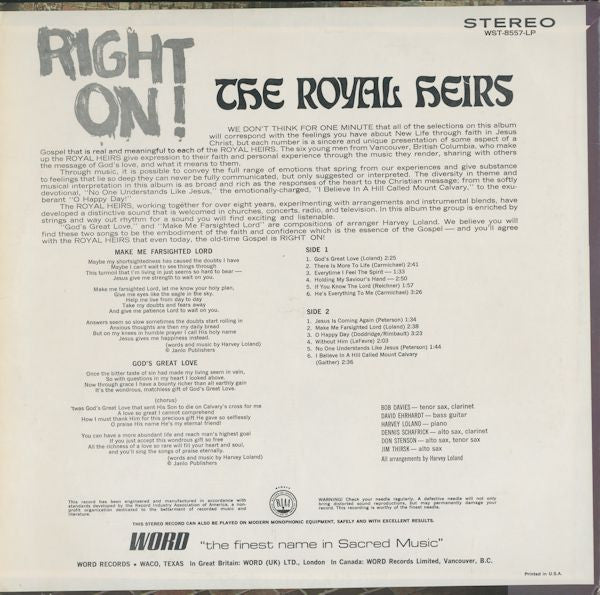 STEREO
WST-8557-LP
RIGHT
ON!
THE ROYAL HEIRS
WE DON'T THINK FOR ONE MINUTE that all of the selections on this album
will correspond with the feelings you have about New Life through faith in Jesus
Christ, but each number is a sincere and unique presentation of some aspect of a
Gospel that is real and meaningful to each of the ROYAL HEIRS. The six young men from Vancouver, British Columbia, who make
up the ROYAL HEIRS give expression to their faith and personal experience through the music they render, sharing with others
the message of God's love, and what it means to them.
Through music, it is possible to convey the full range of emotions that spring from our experiences and give substance
to feelings that lie so deep they can never be fully communicated, but only suggested or interpreted. The diversity in theme and
musical interpretation in this album is as broad and rich as the responses of the heart to the Christian message: from the softly
devotional, "No One Understands Like Jesus," the emotionally-charged, "I Believe in A Hill Called Mount Calvary," to the exu-
berant "O Happy Day!"
The ROYAL HEIRS, working together for over eight years, experimenting with arrangements and instrumental blends, have
developed a distinctive sound that is welcomed in churches, concerts, radio, and television. In this album the group is enriched by
strings and way out rhythm for a sound you will find exciting and listenable.
"God's Great Love," and "Make Me Farsighted Lord" are compositions of arranger Harvey Loland. We believe you will
find these two songs to be the embodiment of the faith and confidence which is the essence of the Gospel — and you'll agree
with the ROYAL HEIRS that even today, the old-time Gospel is RIGHT ON!
MAKE ME FARSIGHTED LORD
Maybe my shortsightedness has caused the doubts I have
Maybe I can't wait to see things through
This turmoil that I'm living in just seems so hard to bear —
Jesus give me strength to wait on you.
Make me farsighted Lord, let me know your holy plan,
Give me eyes like the eagle in the sky.
Help me live from day to day
Take my doubts and fears away
And give me patience Lord to wait on you.
Answers seem so slow sometimes the doubts start rolling in
Anxious thoughts are then my daily bread
But on my knees in humble prayer I call His holy name
Jesus gives me happiness instead.
(words and music by Harvey Loland)
© Janlo Publishers
GOD'S GREAT LOVE
Once the bitter taste of sin had made my living seem in vain,
So with questions in my heart I looked above.
Now through grace I have a bounty richer than all earthly gain
It's the wondrous, matchless gift of God's Great Love.
(chorus)
'twas God's Great Love that sent His Son to die on Calvary's cross for me
A love so great I cannot comprehend!
How I must thank Him for this precious gift He gave so selflessly
O praise His name He's my eternal friend!
You can have a more abundant life and reach man's highest goal
If you just accept this wondrous gift so free
All the richness of a love so rare will fill your heart and soul,
and you'll sing the songs of praise eternally.
(words and music by Harvey Loland)
© Janlo Publishers
SIDE 1
1. God's Great Love (Loland) 2:25
2. There Is More To Life (Carmichael) 2:41
3. Everytime I Feel The Spirit — 1:33
4. Holding My Saviour's Hand — 2:50
5. If You Know The Lord (Reichner) 1:57
6. He's Everything To Me (Carmichael) 3:26
SIDE 2
1. Jesus Is Coming Again (Peterson) 1:34
2. Make Me Farsighted Lord (Loland) 2:38
3. O Happy Day (Doddridge/Rimbault) 3:23
4. Without Him (LeFevre) 2:03
5. No One Understands Like Jesus (Peterson) 1:44
6. I Believe In A Hill Called Mount Calvary
(Gaither) 2:36
BOB DAVIES — tenor sax, clarinet
DAVID EHRHARDT — bass guitar
HARVEY LOLAND — piano
DENNIS SCHAFRICK — alto sax, clarinet
DON STENSON — alto sax, tenor sax
JIM THIRSK — alto sax
All arrangements by Harvey Loland
This record has been engineered and manufactured in accordance with
standards developed by the Record Industry Association of America, a non-
profit organization dedicated to the betterment of recorded music and
literature.
RIAA
WARNING! Check your needle regularly. A defective needle will not only
bring distorted sound reproductions, but may permanently damage your
record. This recording is worthy of the finest needle.
THIS STEREO RECORD CAN ALSO BE PLAYED ON MODERN MONOPHONIC EQUIPMENT, SAFELY AND WITH EXCELLENT RESULTS.
WORD "the finest name in Sacred Music"
WORD RECORDS • WACO, TEXAS In Great Britain: WORD (UK) LTD., London In Canada: WORD Records Limited, Vancouver, B.C.
Printed in U.S.A.